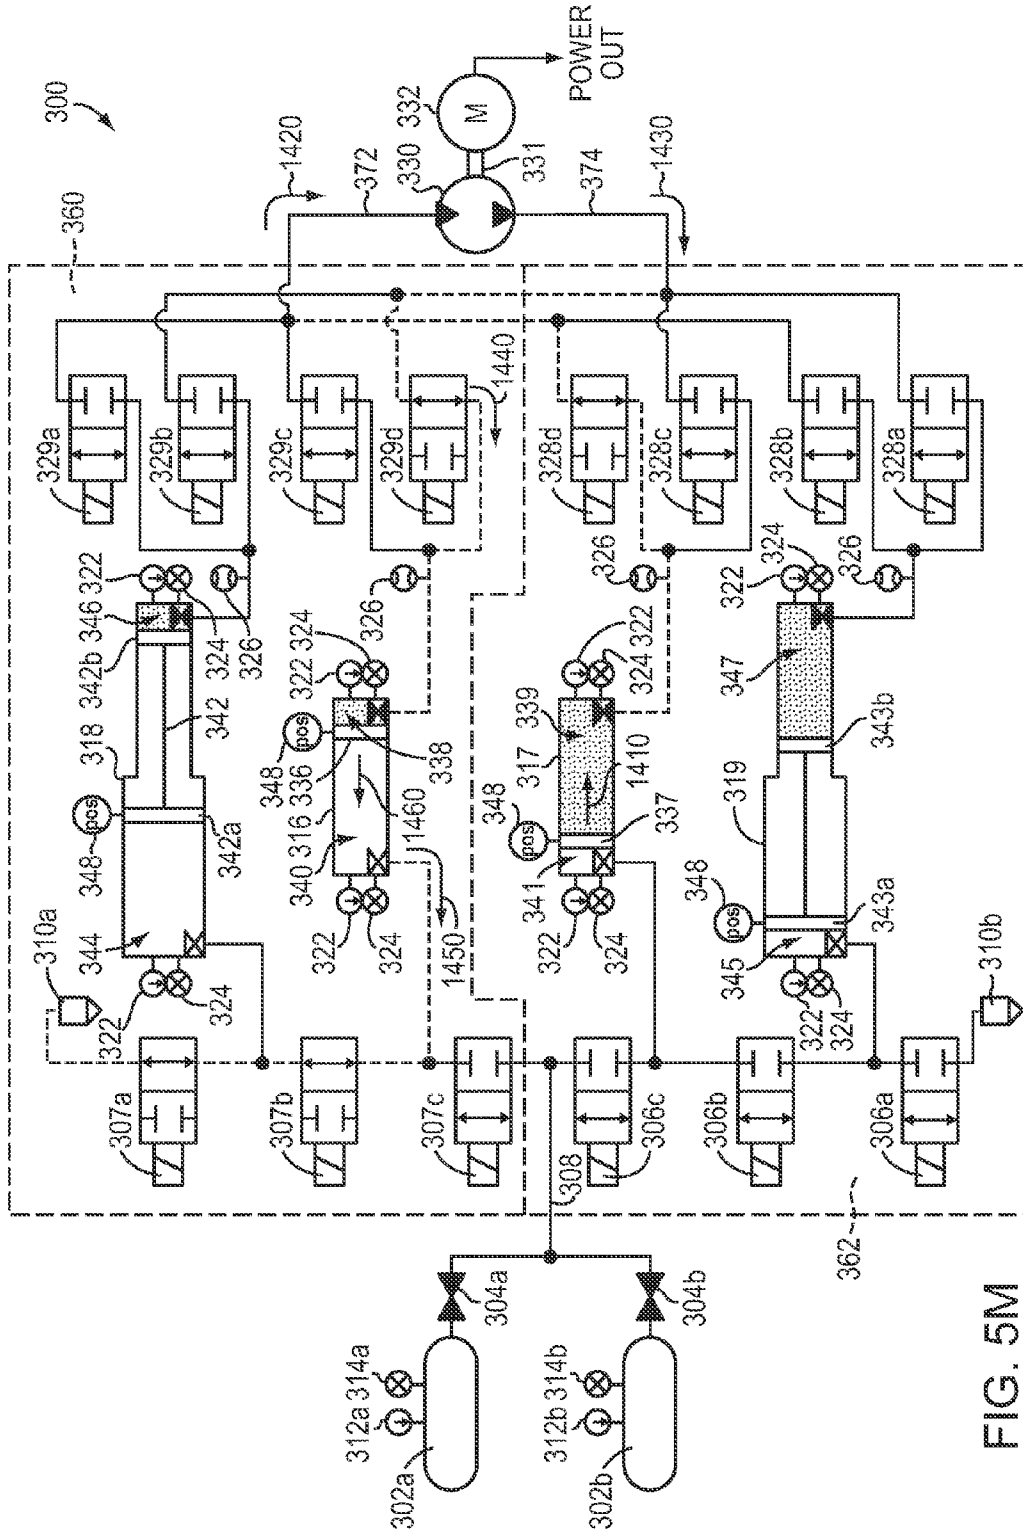 300
360
1420
372
330
332
M
331
POWER
OUT
374
1430
329a
329b
329c
329d
1440
328d
328c
328b
328a
322
346
342b
324
326
342
318
348
pos
342a
344
310a
322
324
326
324
322
348
pos
336
316
338
1460
340
322
324
1450
326
322
324
339
317
1410
348
pos
337
341
322
324
324
322
326
347
343b
319
348
pos
343a
345
322
324
310b
307a
307b
307c
306c
306b
306a
308
362
304a
304b
314a
312a
302a
314b
312b
302b
FIG. 5M